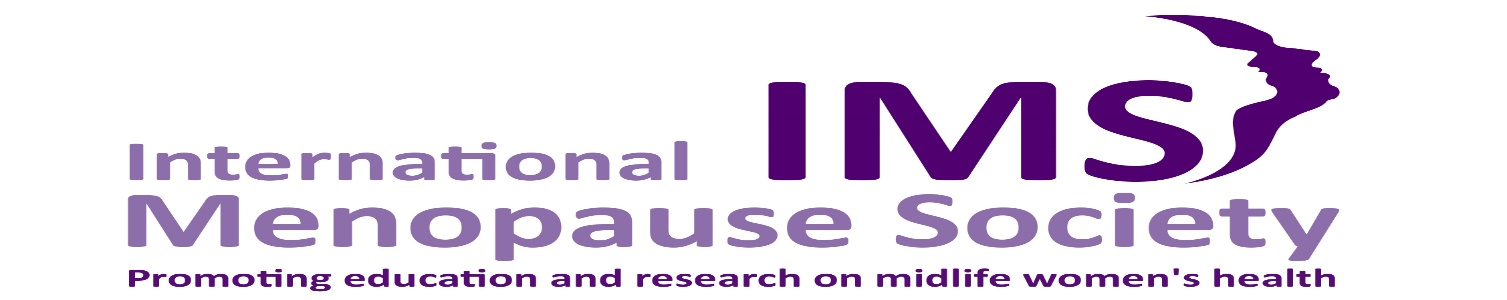 International IMS
Menopause Society
Promoting education and research on midlife women's health